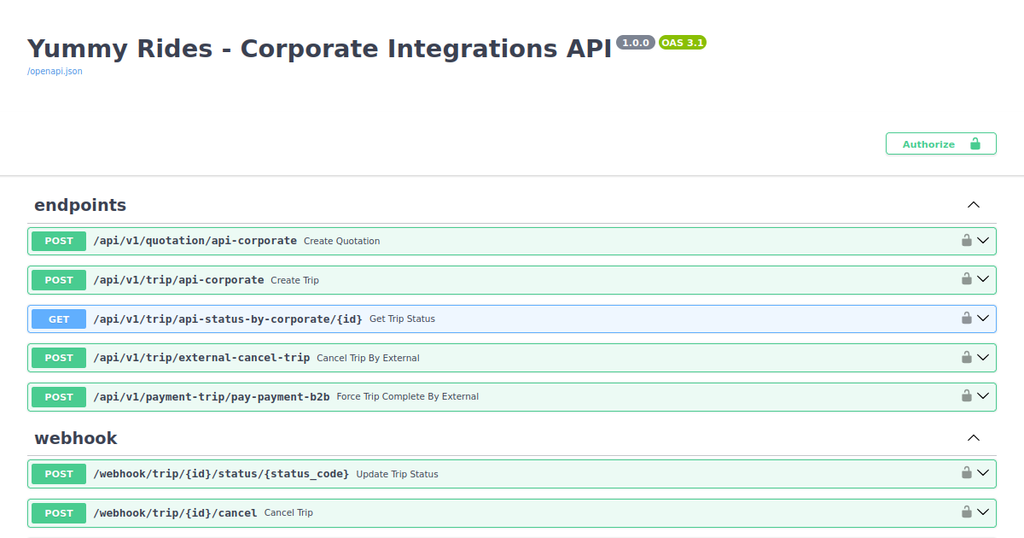 Yummy Rides - Corporate Integrations API 1.0.0 OAS 3.1
/openapi.json
Authorize
endpoints
POST /api/v1/quotation/api-corporate Create Quotation
POST /api/v1/trip/api-corporate Create Trip
GET /api/v1/trip/api-status-by-corporate/{id} Get Trip Status
POST /api/v1/trip/external-cancel-trip Cancel Trip By External
POST /api/v1/payment-trip/pay-payment-b2b Force Trip Complete By External
webhook
POST /webhook/trip/{id}/status/{status_code} Update Trip Status
POST /webhook/trip/{id}/cancel Cancel Trip